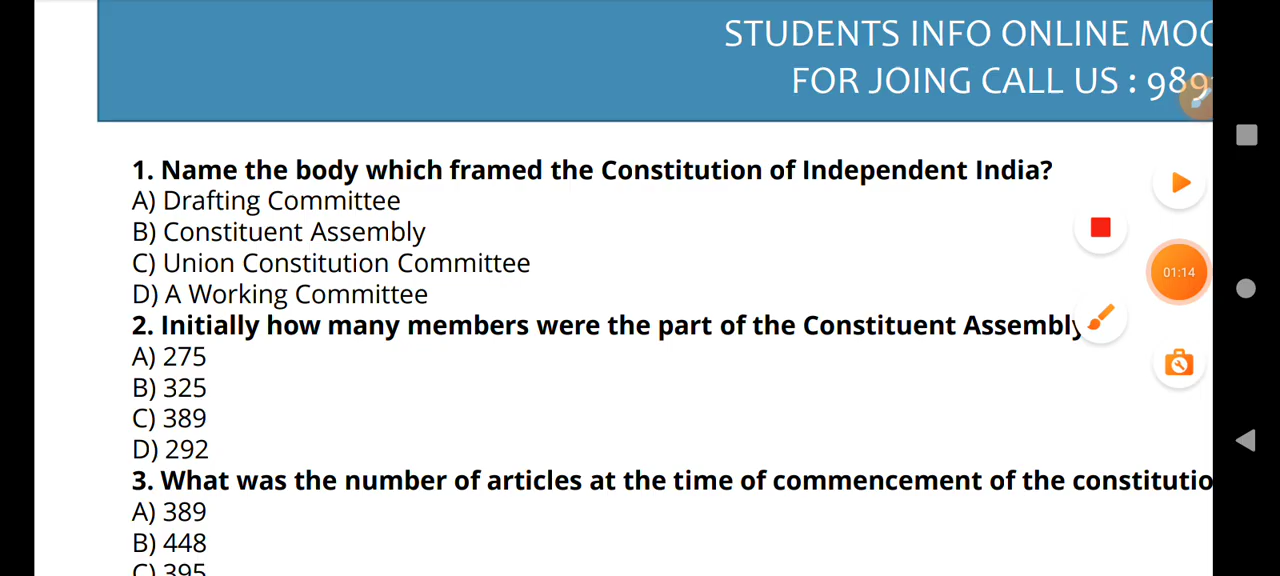 STUDENTS INFO ONLINE MOC
FOR JOING CALL US : 989
1. Name the body which framed the Constitution of Independent India?
A) Drafting Committee
B) Constituent Assembly
C) Union Constitution Committee
01:14
D) A Working Committee
2. Initially how many members were the part of the Constituent Assembly
A) 275
B) 325
C) 389
D) 292
3. What was the number of articles at the time of commencement of the constitutio
A) 389
B) 448
C) 395